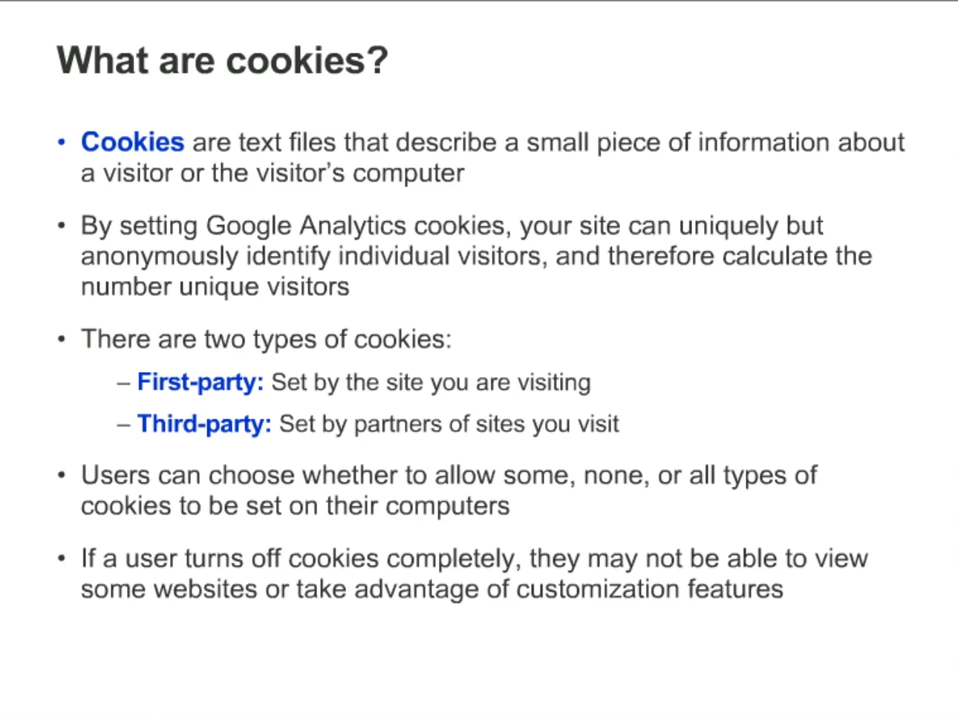 What are cookies?
• Cookies are text files that describe a small piece of information about
a visitor or the visitor's computer
• By setting Google Analytics cookies, your site can uniquely but
anonymously identify individual visitors, and therefore calculate the
number unique visitors
• There are two types of cookies:
– First-party: Set by the site you are visiting
– Third-party: Set by partners of sites you visit
• Users can choose whether to allow some, none, or all types of
cookies to be set on their computers
• If a user turns off cookies completely, they may not be able to view
some websites or take advantage of customization features